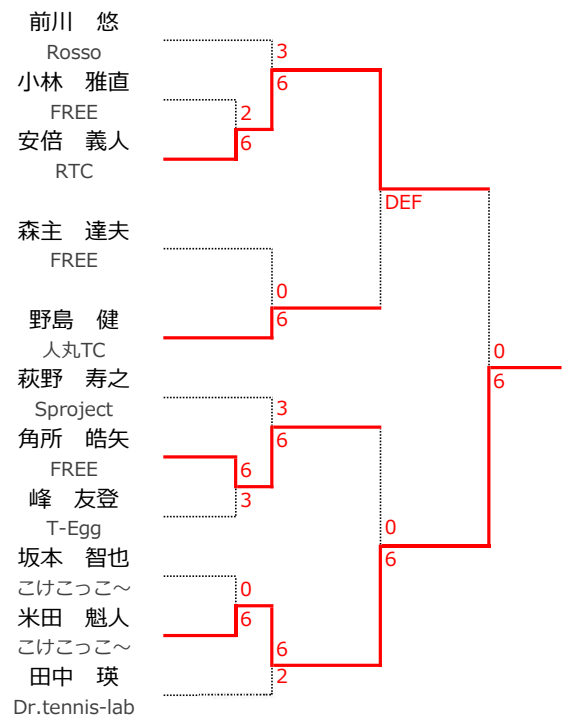 前川　悠
Rosso
3
小林　雅直
6
FREE
2
安倍　義人
6
RTC
DEF
森主　達夫
FREE
0
野島　健
6
人丸TC
0
萩野　寿之
6
Sproject
3
角所　皓矢
6
FREE
6
峰　友登
3
T-Egg
0
坂本　智也
6
こけこっこ～
0
米田　魁人
6
こけこっこ～
6
田中　瑛
2
Dr.tennis-lab